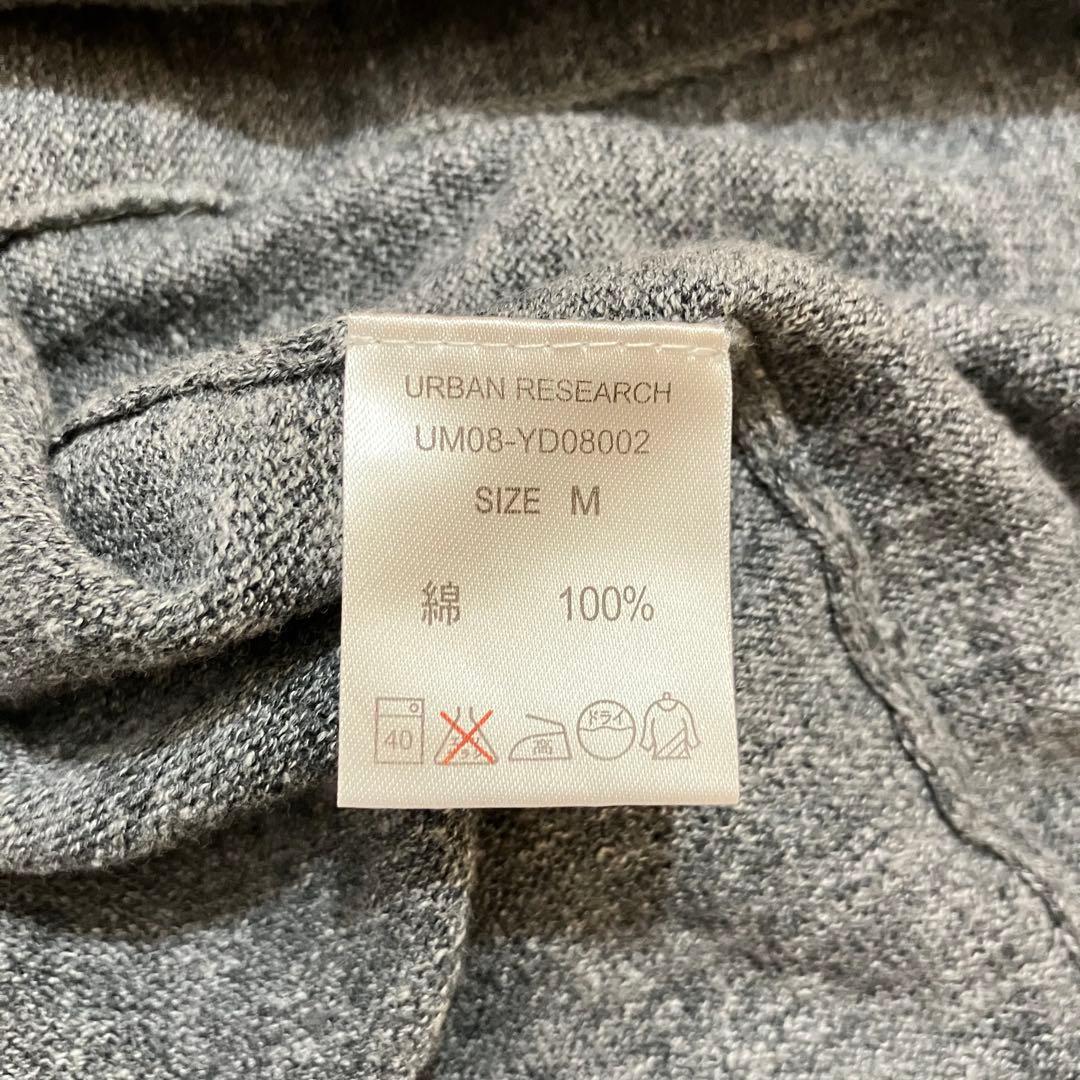 URBAN RESEARCH
UM08-YD08002
SIZE M
綿 100%
40 高 ドライ